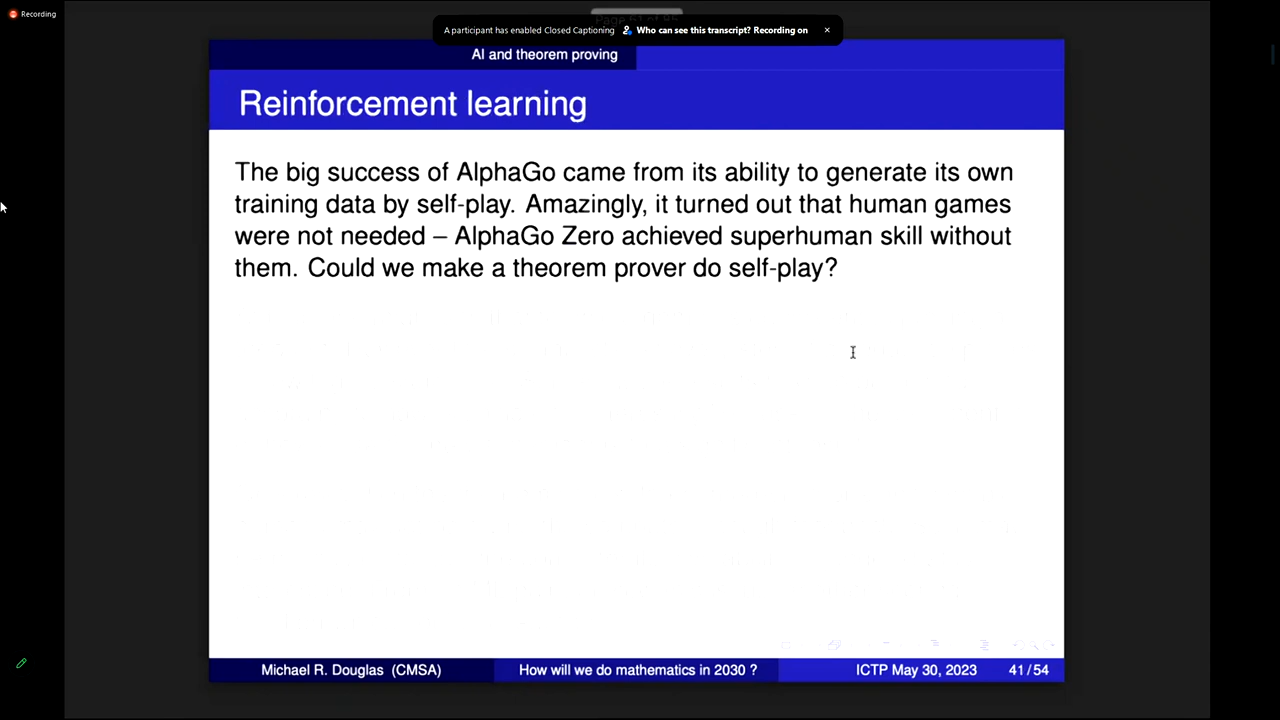 Recording
A participant has enabled Closed Captioning Who can see this transcript? Recording on ×
AI and theorem proving
Reinforcement learning
The big success of AlphaGo came from its ability to generate its own
training data by self-play. Amazingly, it turned out that human games
were not needed – AlphaGo Zero achieved superhuman skill without
them. Could we make a theorem prover do self-play?
Michael R. Douglas (CMSA) How will we do mathematics in 2030 ? ICTP May 30, 2023 41 / 54